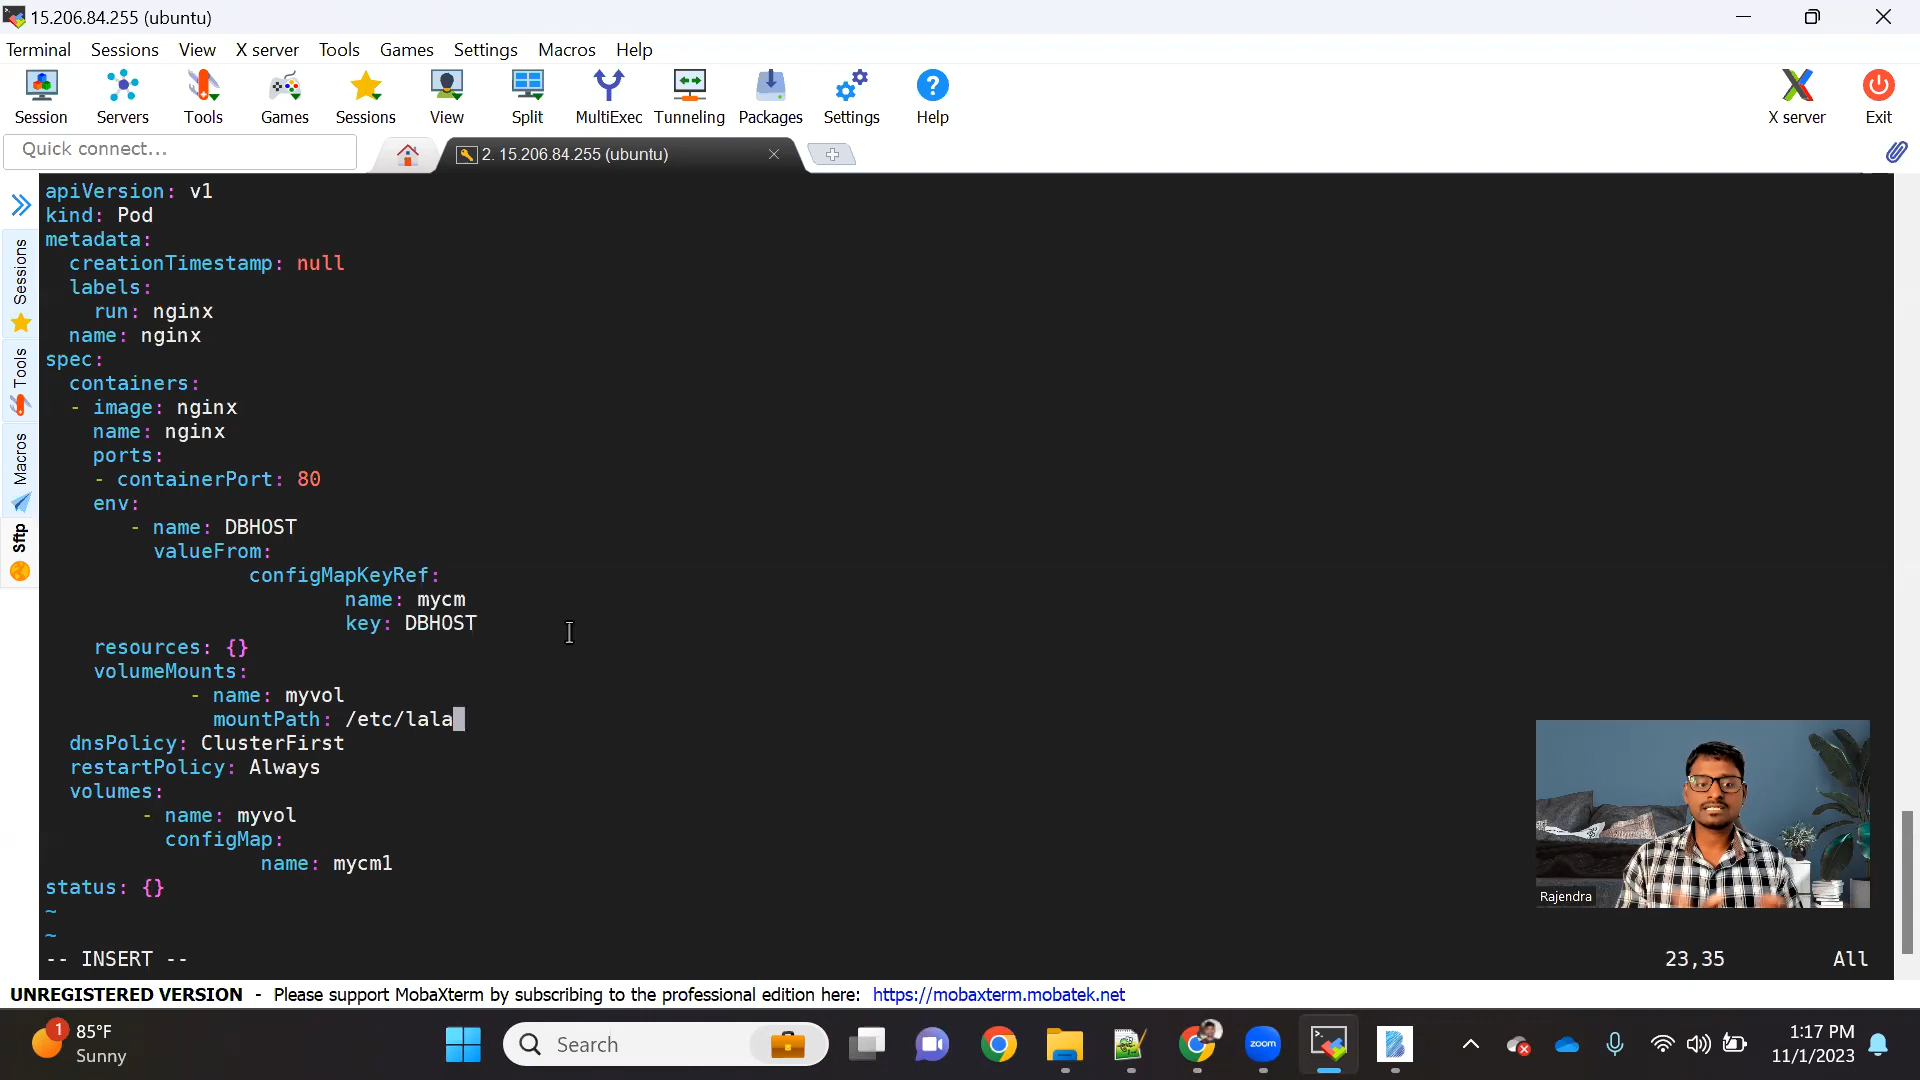 15.206.84.255 (ubuntu)
Terminal Sessions View X server Tools Games Settings Macros Help
Session Servers Tools Games Sessions View Split MultiExec Tunneling Packages Settings Help X server Exit
Quick connect...
2. 15.206.84.255 (ubuntu)
Sessions
Tools
Macros
Sftp
apiVersion: v1
kind: Pod
metadata:
  creationTimestamp: null
  labels:
    run: nginx
  name: nginx
spec:
  containers:
  - image: nginx
    name: nginx
    ports:
    - containerPort: 80
    env:
       - name: DBHOST
         valueFrom:
                 configMapKeyRef:
                         name: mycm
                         key: DBHOST
    resources: {}
    volumeMounts:
            - name: myvol
              mountPath: /etc/lala
  dnsPolicy: ClusterFirst
  restartPolicy: Always
  volumes:
        - name: myvol
          configMap:
                  name: mycm1
status: {}
~
~
-- INSERT -- 23,35 All
Rajendra
UNREGISTERED VERSION - Please support MobaXterm by subscribing to the professional edition here: https://mobaxterm.mobatek.net
1
85°F
Sunny
Search
zoom
1:17 PM
11/1/2023